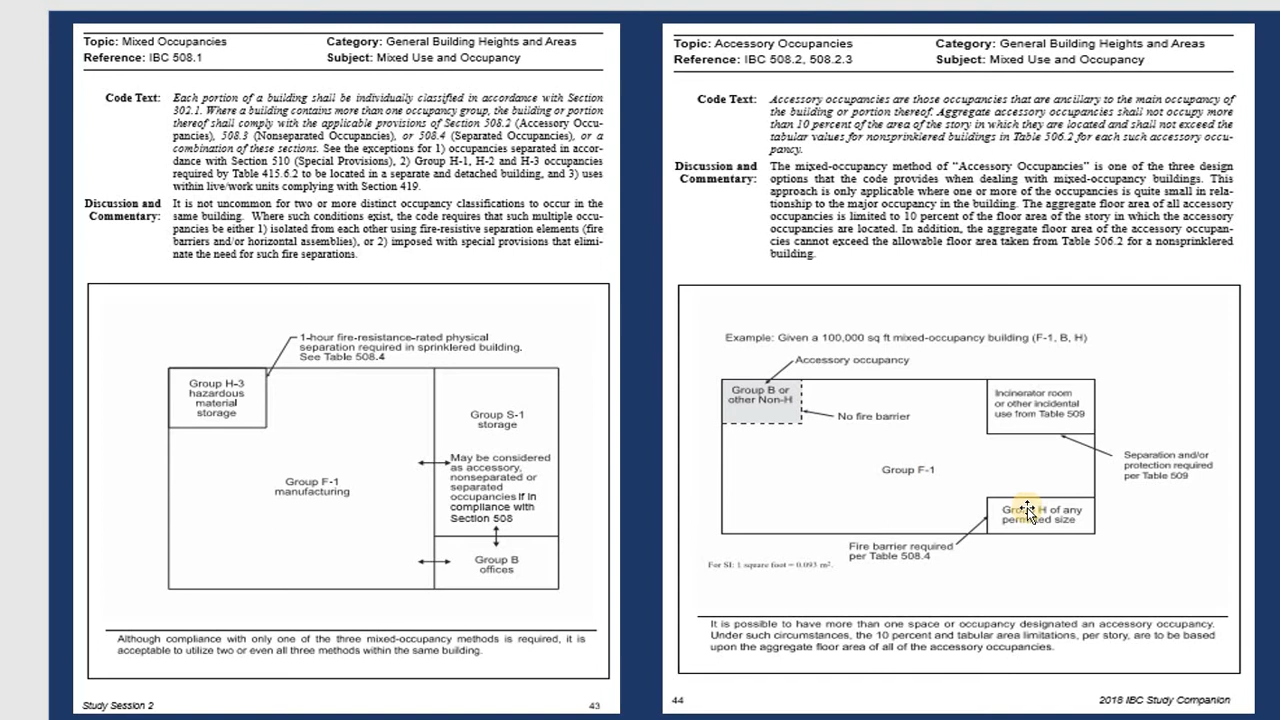 Topic: Mixed Occupancies
Category: General Building Heights and Areas
Reference: IBC 508.1
Subject: Mixed Use and Occupancy
Code Text: Each portion of a building shall be individually classified in accordance with Section
302.1. Where a building contains more than one occupancy group, the building or portion
thereof shall comply with the applicable provisions of Section 508.2 (Accessory Occu-
pancies), 508.3 (Nonseparated Occupancies), or 508.4 (Separated Occupancies), or a
combination of these sections. See the exceptions for 1) occupancies separated in accor-
dance with Section 510 (Special Provisions), 2) Group H-1, H-2 and H-3 occupancies
required by Table 415.6.2 to be located in a separate and detached building, and 3) uses
within live/work units complying with Section 419.
Discussion and It is not uncommon for two or more distinct occupancy classifications to occur in the
Commentary: same building. Where such conditions exist, the code requires that such multiple occu-
pancies be either 1) isolated from each other using fire-resistive separation elements (fire
barriers and/or horizontal assemblies), or 2) imposed with special provisions that elimi-
nate the need for such fire separations.
1-hour fire-resistance-rated physical
separation required in sprinklered building.
See Table 508.4
Group H-3
hazardous
material
storage
Group S-1
storage
May be considered
as accessory,
nonseparated or
separated
occupancies if in
compliance with
Section 508
Group F-1
manufacturing
Group B
offices
Although compliance with only one of the three mixed-occupancy methods is required, it is
acceptable to utilize two or even all three methods within the same building.
Study Session 2
43
Topic: Accessory Occupancies
Category: General Building Heights and Areas
Reference: IBC 508.2, 508.2.3
Subject: Mixed Use and Occupancy
Code Text: Accessory occupancies are those occupancies that are ancillary to the main occupancy of
the building or portion thereof. Aggregate accessory occupancies shall not occupy more
than 10 percent of the area of the story in which they are located and shall not exceed the
tabular values for nonsprinklered buildings in Table 506.2 for each such accessory occu-
pancy.
Discussion and The mixed-occupancy method of "Accessory Occupancies" is one of the three design
Commentary: options that the code provides when dealing with mixed-occupancy buildings. This
approach is only applicable where one or more of the occupancies is quite small in rela-
tionship to the major occupancy in the building. The aggregate floor area of all accessory
occupancies is limited to 10 percent of the floor area of the story in which the accessory
occupancies are located. In addition, the aggregate floor area of the accessory occupan-
cies cannot exceed the allowable floor area taken from Table 506.2 for a nonsprinklered
building.
Example: Given a 100,000 sq ft mixed-occupancy building (F-1, B, H)
Accessory occupancy
Group B or
other Non-H
No fire barrier
Incinerator room
or other incidental
use from Table 509
Separation and/or
protection required
per Table 509
Group F-1
Group H of any
permitted size
Fire barrier required
per Table 508.4
For SI: 1 square foot = 0.093 m².
It is possible to have more than one space or occupancy designated an accessory occupancy.
Under such circumstances, the 10 percent and tabular area limitations, per story, are to be based
upon the aggregate floor area of all of the accessory occupancies.
44
2018 IBC Study Companion